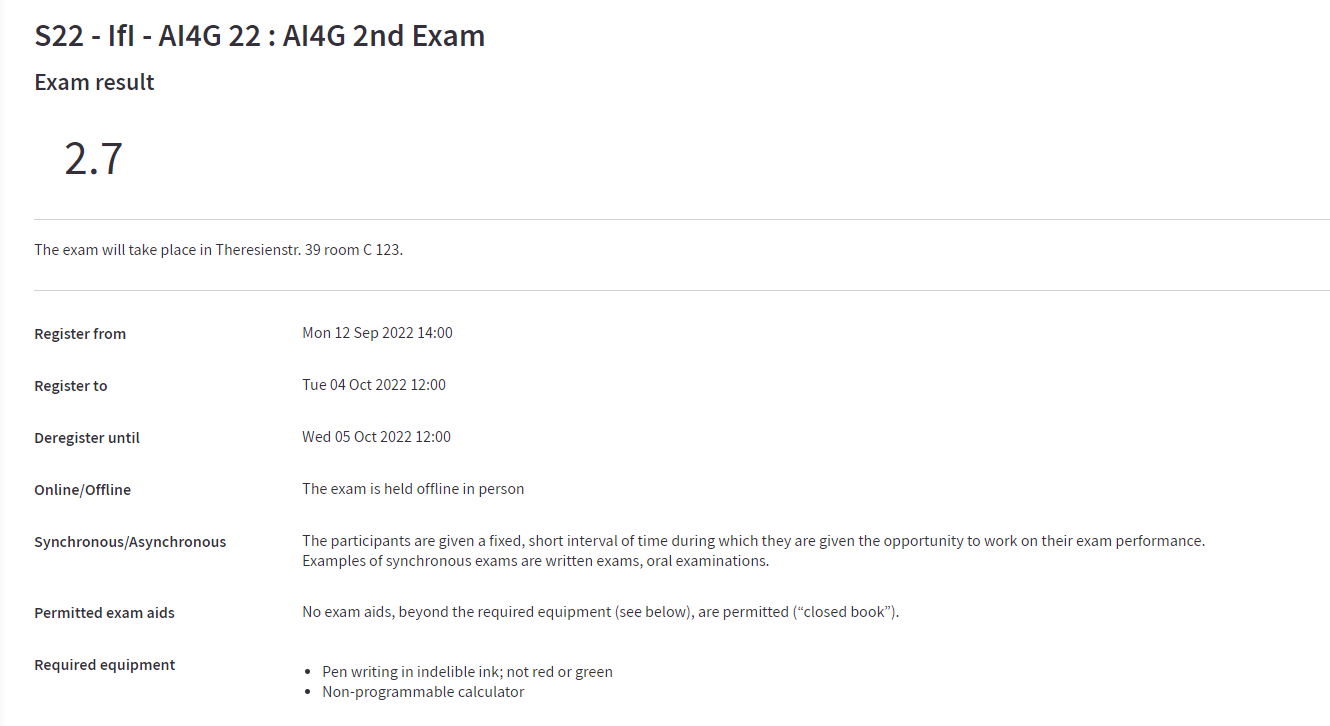 S22 - IfI - AI4G 22 : AI4G 2nd Exam
Exam result
2.7
The exam will take place in Theresienstr. 39 room C 123.
Register from Mon 12 Sep 2022 14:00
Register to Tue 04 Oct 2022 12:00
Deregister until Wed 05 Oct 2022 12:00
Online/Offline The exam is held offline in person
Synchronous/Asynchronous The participants are given a fixed, short interval of time during which they are given the opportunity to work on their exam performance.
Examples of synchronous exams are written exams, oral examinations.
Permitted exam aids No exam aids, beyond the required equipment (see below), are permitted (“closed book”).
Required equipment
• Pen writing in indelible ink; not red or green
• Non-programmable calculator